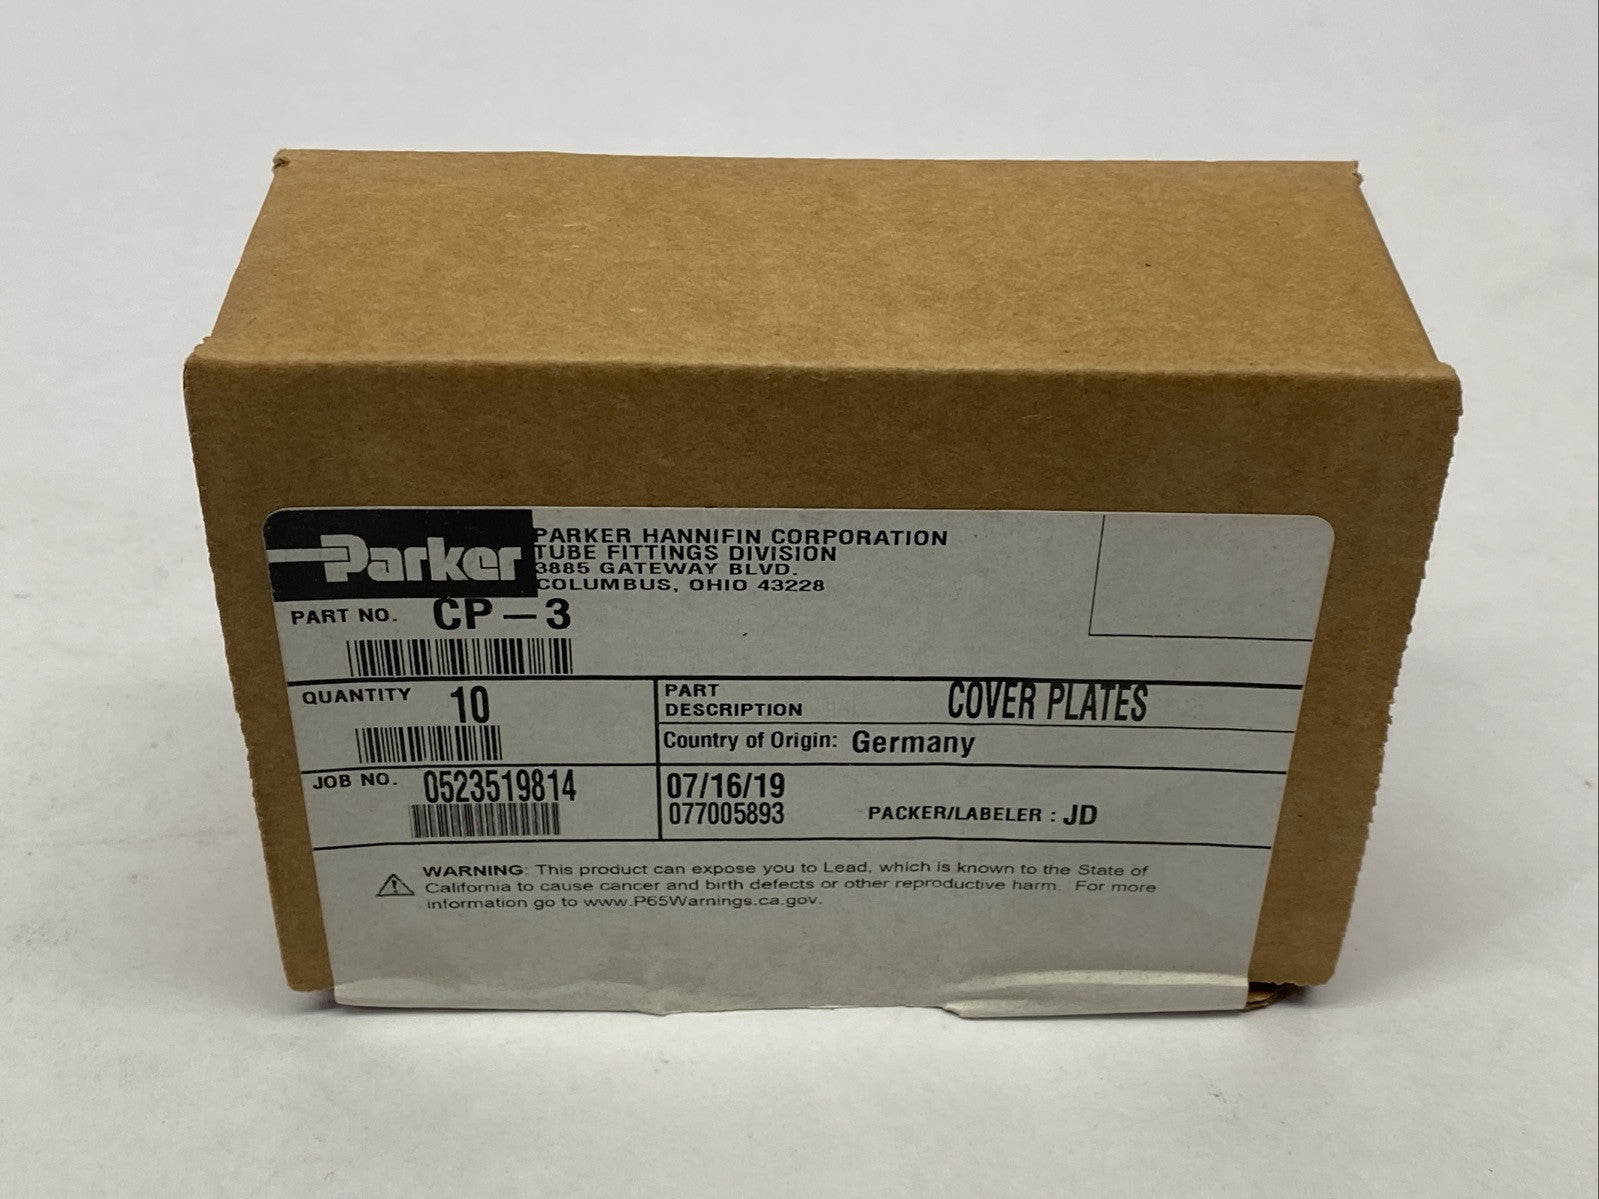 Parker
PARKER HANNIFIN CORPORATION
TUBE FITTINGS DIVISION
3885 GATEWAY BLVD.
COLUMBUS, OHIO 43228
PART NO. CP-3
QUANTITY 10
PART DESCRIPTION COVER PLATES
Country of Origin: Germany
JOB NO. 0523519814
07/16/19
077005893 PACKER/LABELER : JD
WARNING: This product can expose you to Lead, which is known to the State of
California to cause cancer and birth defects or other reproductive harm. For more
information go to www.P65Warnings.ca.gov.